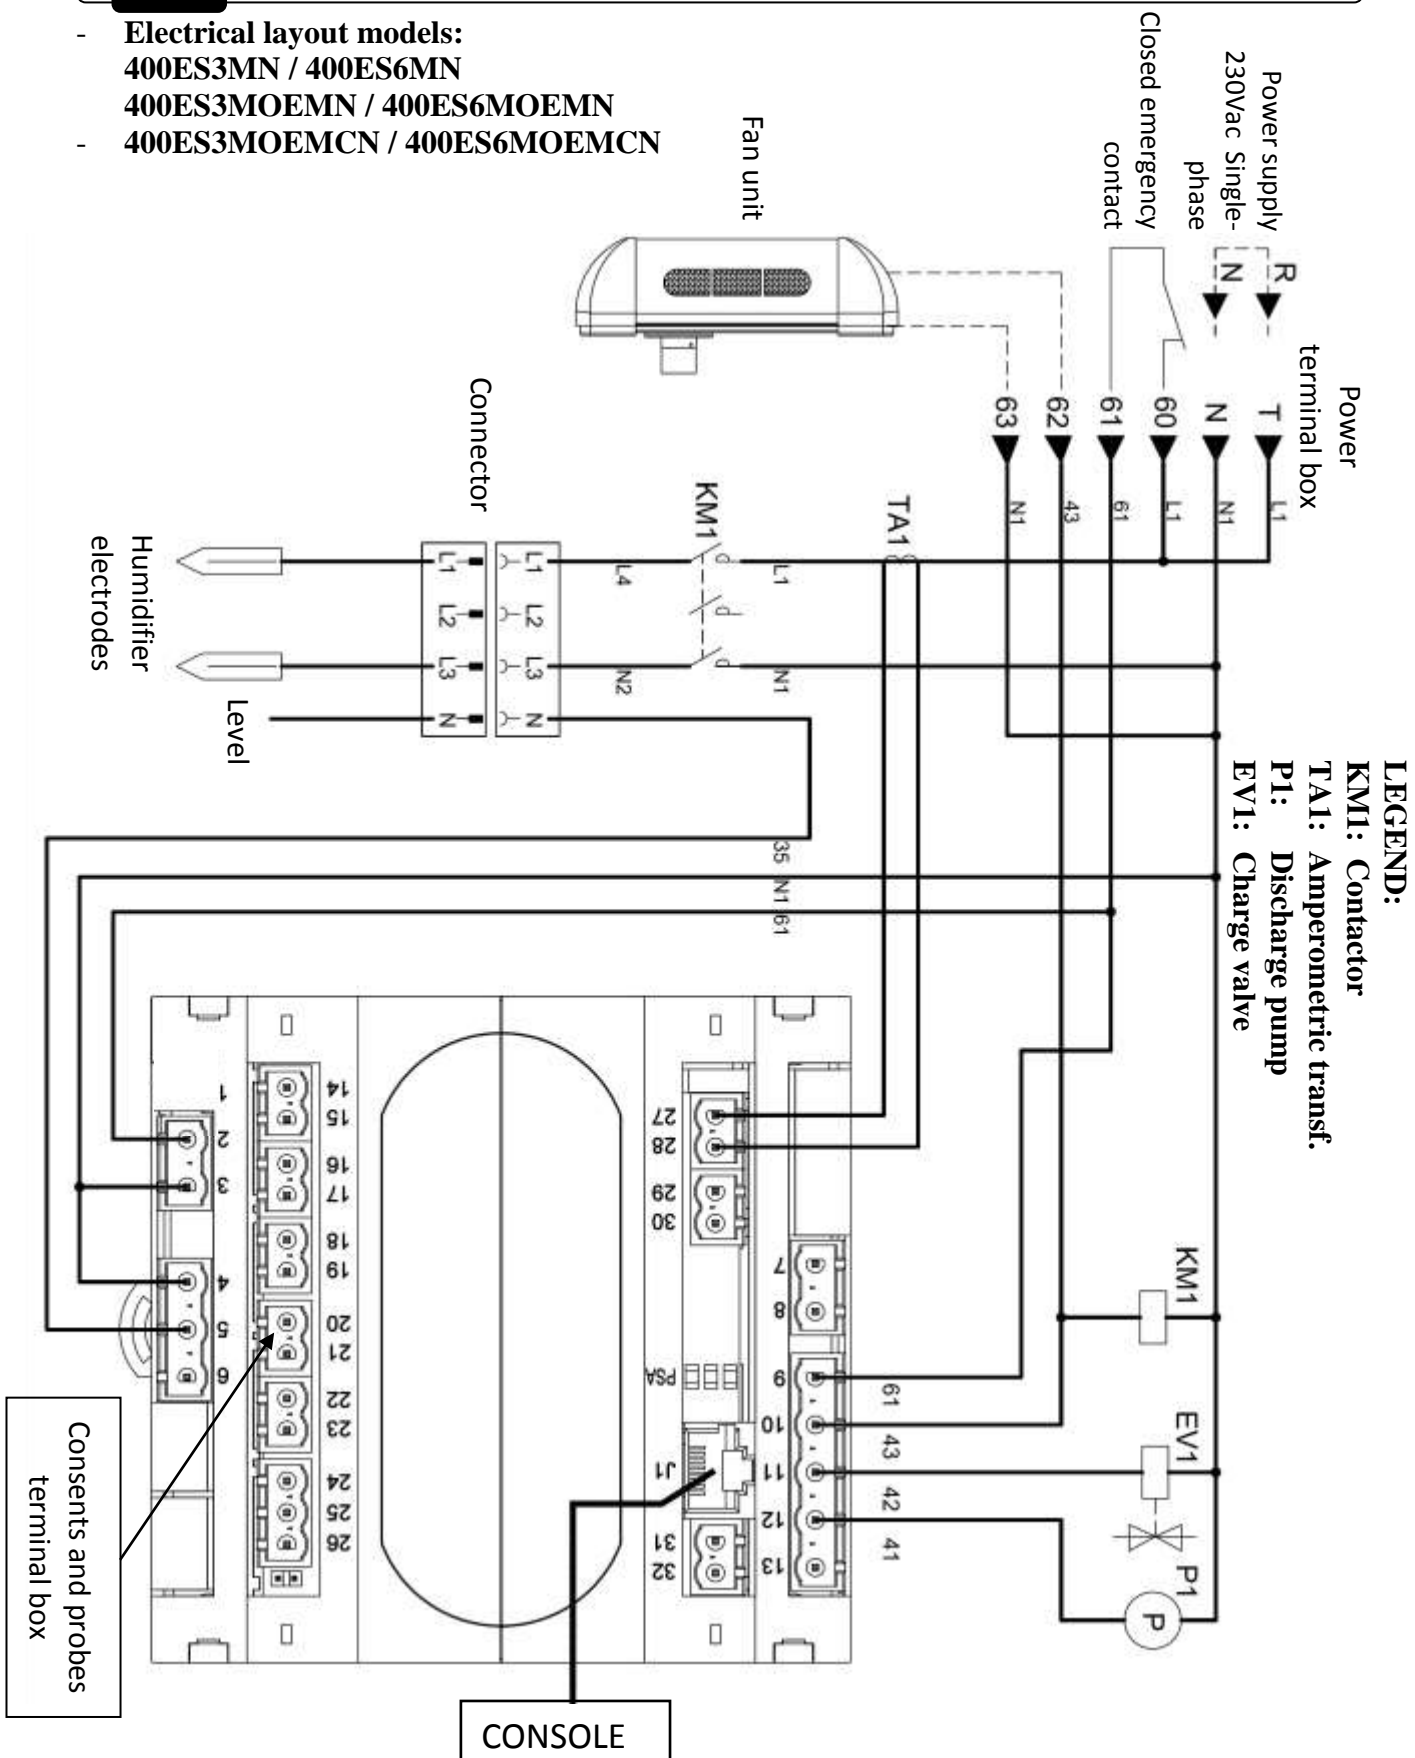 - Electrical layout models:
400ES3MN / 400ES6MN
400ES3MOEMN / 400ES6MOEMN
- 400ES3MOEMCN / 400ES6MOEMCN
Power supply
230Vac Single-
phase
Closed emergency
contact
Fan unit
R
N
Power
terminal box
T
N
60
61
62
63
L1
N1
L1
61
43
N1
TA1
KM1
L1
N1
L4
N2
Connector
L1
L2
L3
N
L1
L2
L3
N
Humidifier
electrodes
Level
LEGEND:
KM1: Contactor
TA1: Amperometric transf.
P1: Discharge pump
EV1: Charge valve
35
N1
61
1
2
3
4
5
6
14
15
16
17
18
19
20
21
22
23
24
25
26
27
28
29
30
PSA
J1
31
32
7
8
9
10
11
12
13
61
43
42
41
KM1
EV1
P1
P
Consents and probes
terminal box
CONSOLE